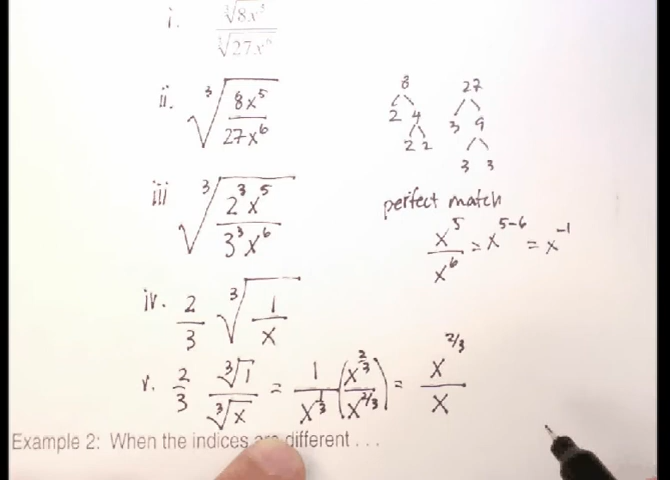 i. ∛8x⁵ / ∛27x⁶
ii. ∛(8x⁵ / 27x⁶)
8
2 4
2 2
27
3 9
3 3
iii ∛(2³x⁵ / 3³x⁶)
perfect match
x⁵/x⁶ = x⁵⁻⁶ = x⁻¹
iv. 2/3 ∛(1/x)
v. 2/3 ∛1/∛x = 1/x^(1/3) (x^(2/3)/x^(2/3)) = x^(2/3)/x
Example 2: When the indices are different . . .